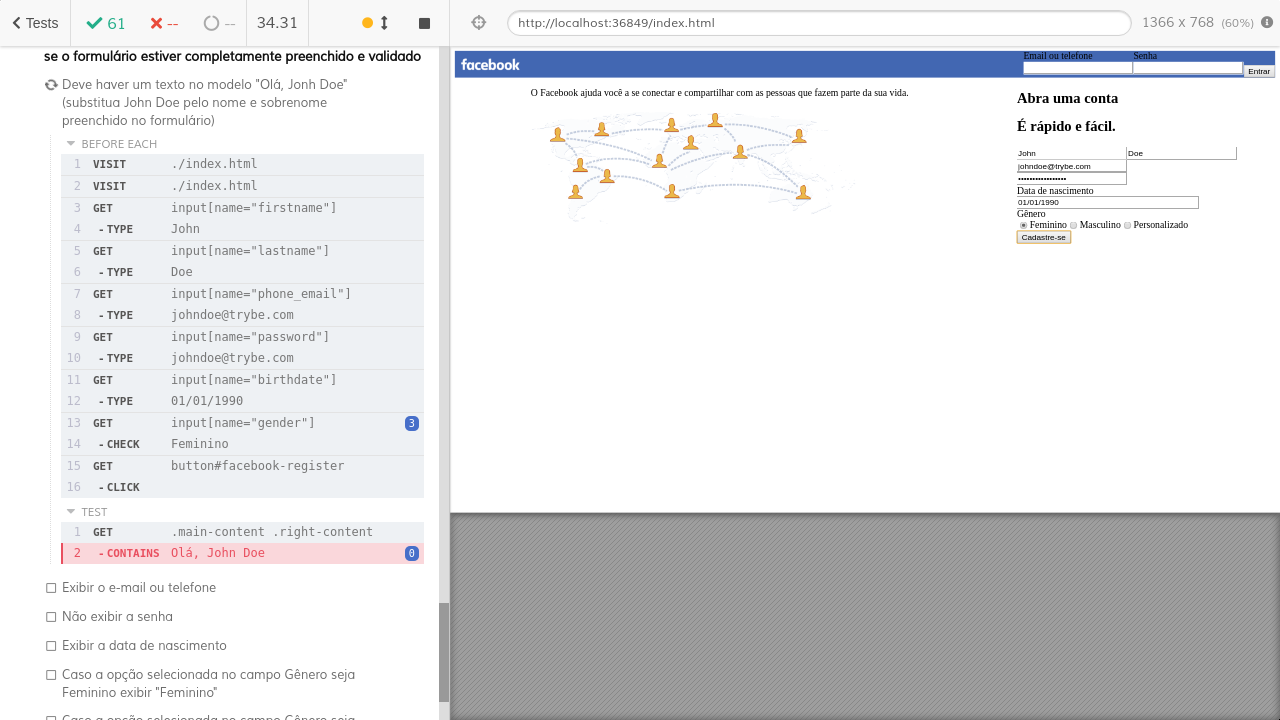 Tests
61
--
--
34.31
http://localhost:36849/index.html
1366 x 768 (60%)
se o formulário estiver completamente preenchido e validado
Deve haver um texto no modelo "Olá, Jonh Doe"
(substitua John Doe pelo nome e sobrenome
preenchido no formulário)
BEFORE EACH
1 VISIT ./index.html
2 VISIT ./index.html
3 GET input[name="firstname"]
4 -TYPE John
5 GET input[name="lastname"]
6 -TYPE Doe
7 GET input[name="phone_email"]
8 -TYPE johndoe@trybe.com
9 GET input[name="password"]
10 -TYPE johndoe@trybe.com
11 GET input[name="birthdate"]
12 -TYPE 01/01/1990
13 GET input[name="gender"] 3
14 -CHECK Feminino
15 GET button#facebook-register
16 -CLICK
TEST
1 GET .main-content .right-content
2 -CONTAINS Olá, John Doe 0
Exibir o e-mail ou telefone
Não exibir a senha
Exibir a data de nascimento
Caso a opção selecionada no campo Gênero seja
Feminino exibir "Feminino"
Caso a opção selecionada no campo Gênero seja
facebook
Email ou telefone Senha
Entrar
O Facebook ajuda você a se conectar e compartilhar com as pessoas que fazem parte da sua vida.
Abra uma conta
É rápido e fácil.
John Doe
johndoe@trybe.com
•••••••••••••••••
Data de nascimento
01/01/1990
Gênero
Feminino Masculino Personalizado
Cadastre-se